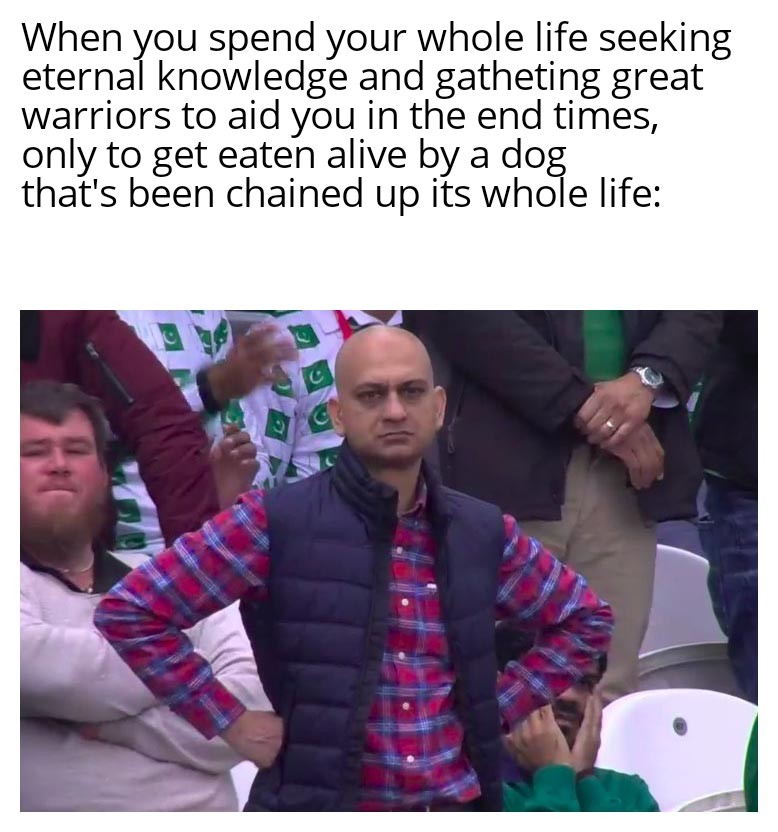 When you spend your whole life seeking
eternal knowledge and gatheting great
warriors to aid you in the end times,
only to get eaten alive by a dog
that's been chained up its whole life: